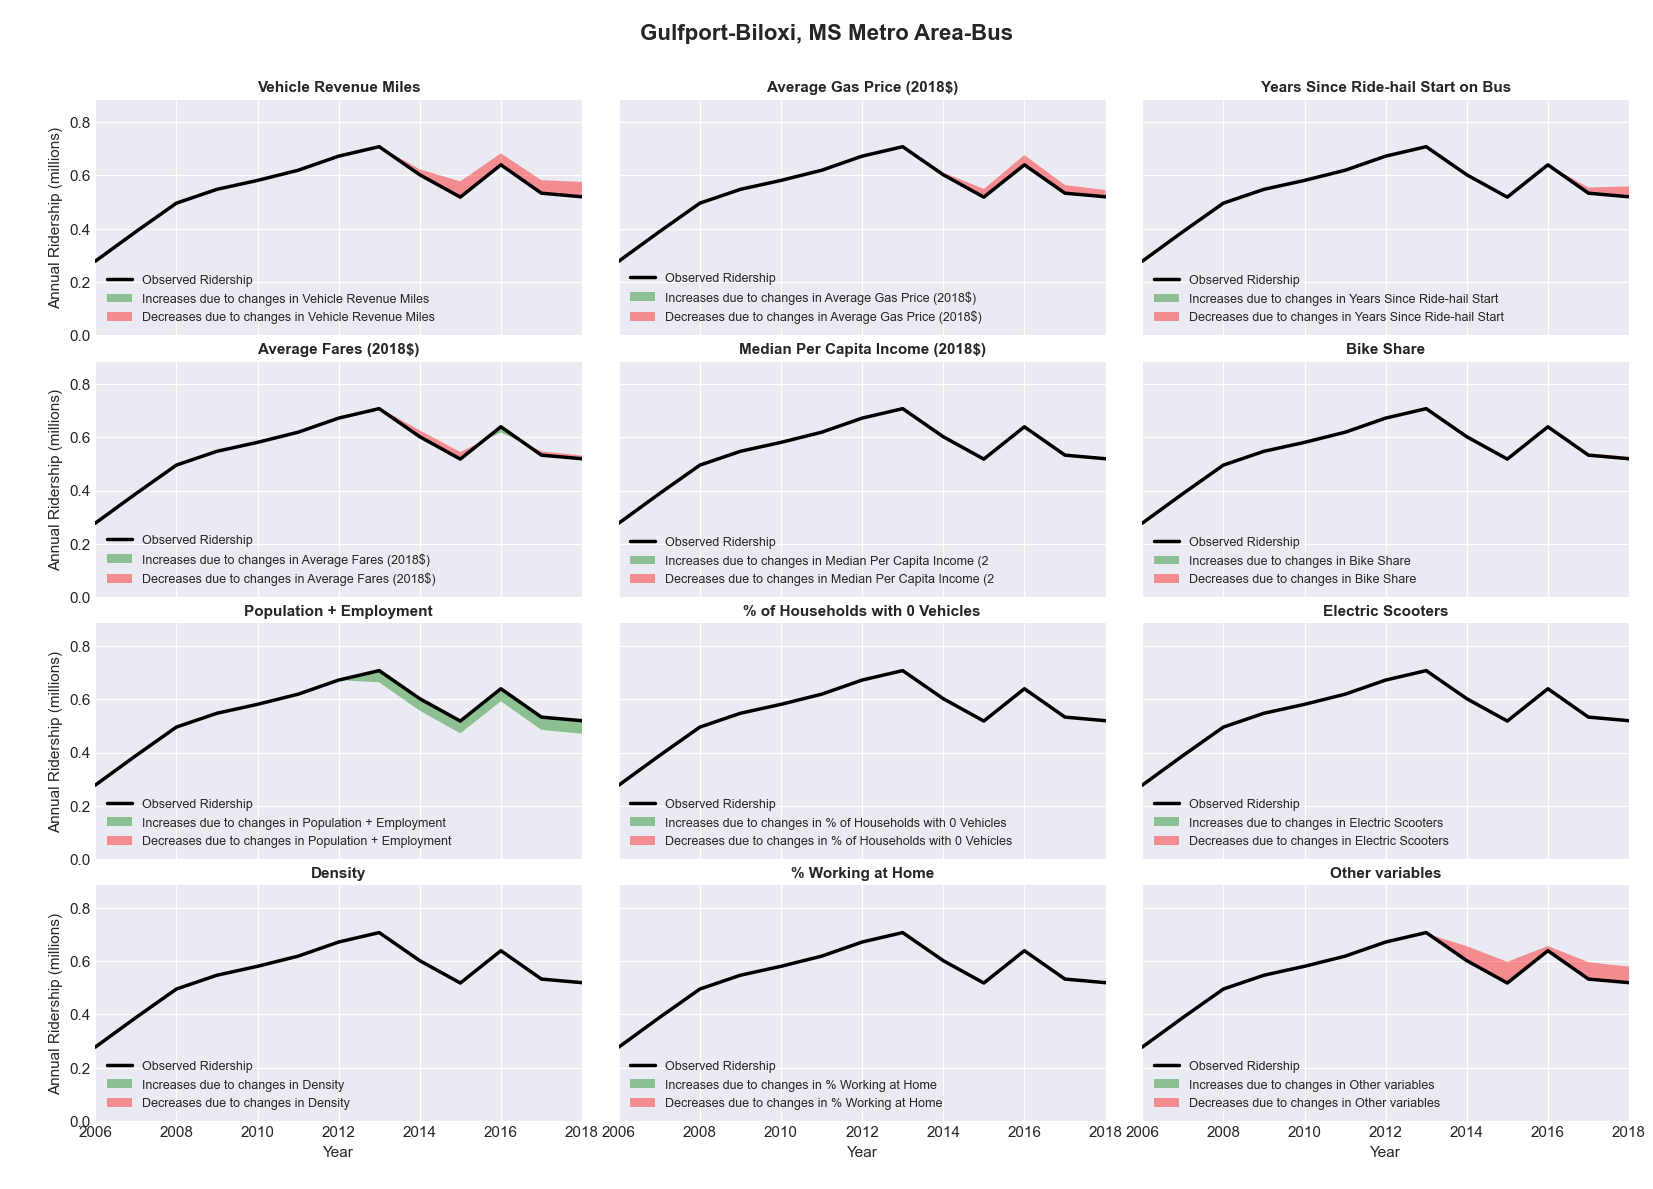 Gulfport-Biloxi, MS Metro Area-Bus
Vehicle Revenue Miles
Annual Ridership (millions)
0.8
0.6
0.4
0.2
0.0
Observed Ridership
Increases due to changes in Vehicle Revenue Miles
Decreases due to changes in Vehicle Revenue Miles
Average Gas Price (2018$)
Observed Ridership
Increases due to changes in Average Gas Price (2018$)
Decreases due to changes in Average Gas Price (2018$)
Years Since Ride-hail Start on Bus
Observed Ridership
Increases due to changes in Years Since Ride-hail Start
Decreases due to changes in Years Since Ride-hail Start
Average Fares (2018$)
Annual Ridership (millions)
0.8
0.6
0.4
0.2
0.0
Observed Ridership
Increases due to changes in Average Fares (2018$)
Decreases due to changes in Average Fares (2018$)
Median Per Capita Income (2018$)
Observed Ridership
Increases due to changes in Median Per Capita Income (2
Decreases due to changes in Median Per Capita Income (2
Bike Share
Observed Ridership
Increases due to changes in Bike Share
Decreases due to changes in Bike Share
Population + Employment
Annual Ridership (millions)
0.8
0.6
0.4
0.2
0.0
Observed Ridership
Increases due to changes in Population + Employment
Decreases due to changes in Population + Employment
% of Households with 0 Vehicles
Observed Ridership
Increases due to changes in % of Households with 0 Vehicles
Decreases due to changes in % of Households with 0 Vehicles
Electric Scooters
Observed Ridership
Increases due to changes in Electric Scooters
Decreases due to changes in Electric Scooters
Density
Annual Ridership (millions)
0.8
0.6
0.4
0.2
0.0
Observed Ridership
Increases due to changes in Density
Decreases due to changes in Density
2006 2008 2010 2012 2014 2016 2018
Year
% Working at Home
Observed Ridership
Increases due to changes in % Working at Home
Decreases due to changes in % Working at Home
2006 2008 2010 2012 2014 2016 2018
Year
Other variables
Observed Ridership
Increases due to changes in Other variables
Decreases due to changes in Other variables
2006 2008 2010 2012 2014 2016 2018
Year